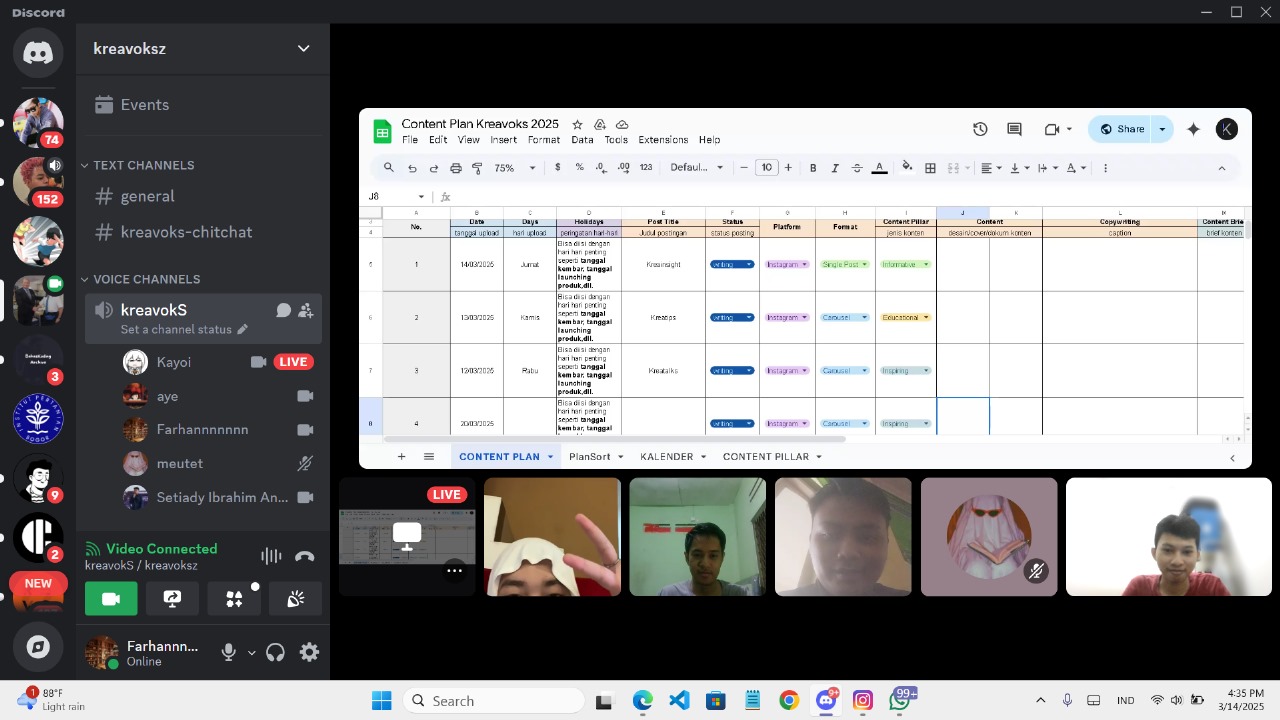 Discord
kreavoksz
Events
TEXT CHANNELS
general
kreavoks-chitchat
VOICE CHANNELS
kreavokS
Set a channel status
Kayoi
LIVE
aye
Farhannnnnn
meutet
Setiady Ibrahim An...
Video Connected
kreavokS / kreavoksz
Farhannn...
Online
74
152
3
9
2
NEW
Content Plan Kreavoks 2025
File Edit View Insert Format Data Tools Extensions Help
Share
K
75%
$ % .0 .00 123
Defaul...
10
B I A
J8
fx
A B C D E F G H I J K L
No. Date Days Holidays Post Title Status Platform Format Content Pillar Content Copywriting Content Brie
tanggal upload hari upload peringatan hari-hari Judul postingan status posting jenis konten desain/cover/dokum konten caption brief konten
5 1 14/03/2025 Jumat Bisa diisi dengan hari hari penting seperti tanggal kembar, tanggal launching produk,dll. Kreainsight writing Instagram Single Post Informative
6 2 13/03/2025 Kamis Bisa diisi dengan hari hari penting seperti tanggal kembar, tanggal launching produk,dll. Kreatips writing Instagram Carousel Educational
7 3 12/03/2025 Rabu Bisa diisi dengan hari hari penting seperti tanggal kembar, tanggal launching produk,dll. Kreatalks writing Instagram Carousel Inspiring
8 4 20/03/2025 Bisa diisi dengan hari hari penting seperti tanggal kembar, tanggal writing Instagram Carousel Inspiring
CONTENT PLAN PlanSort KALENDER CONTENT PILLAR
LIVE
1
88°F
Light rain
Search
9+
99+
IND
4:35 PM
3/14/2025